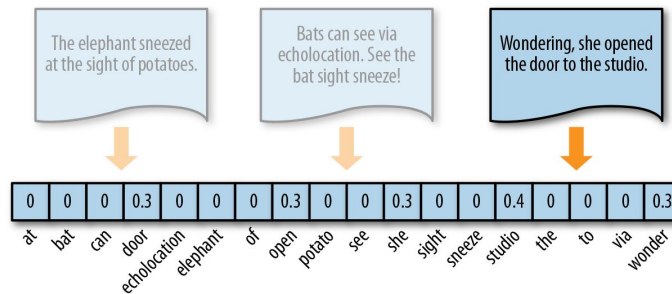 The elephant sneezed
at the sight of potatoes.
Bats can see via
echolocation. See the
bat sight sneeze!
Wondering, she opened
the door to the studio.
0 0 0 0.3 0 0 0 0.3 0 0 0.3 0 0 0.4 0 0 0 0.3
at bat can door echolocation elephant of open potato see she sight sneeze studio the to via wonder